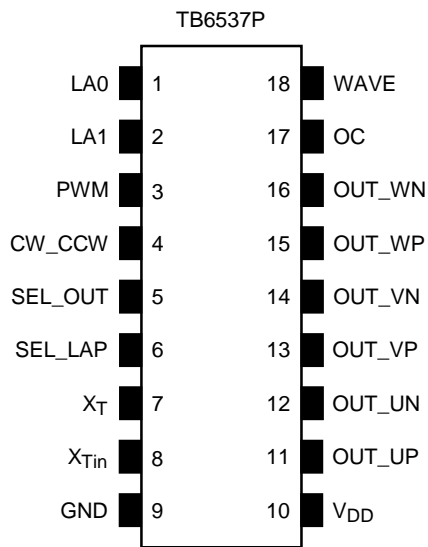 TB6537P
LA0 1 18 WAVE
LA1 2 17 OC
PWM 3 16 OUT_WN
CW_CCW 4 15 OUT_WP
SEL_OUT 5 14 OUT_VN
SEL_LAP 6 13 OUT_VP
XT 7 12 OUT_UN
XTin 8 11 OUT_UP
GND 9 10 VDD